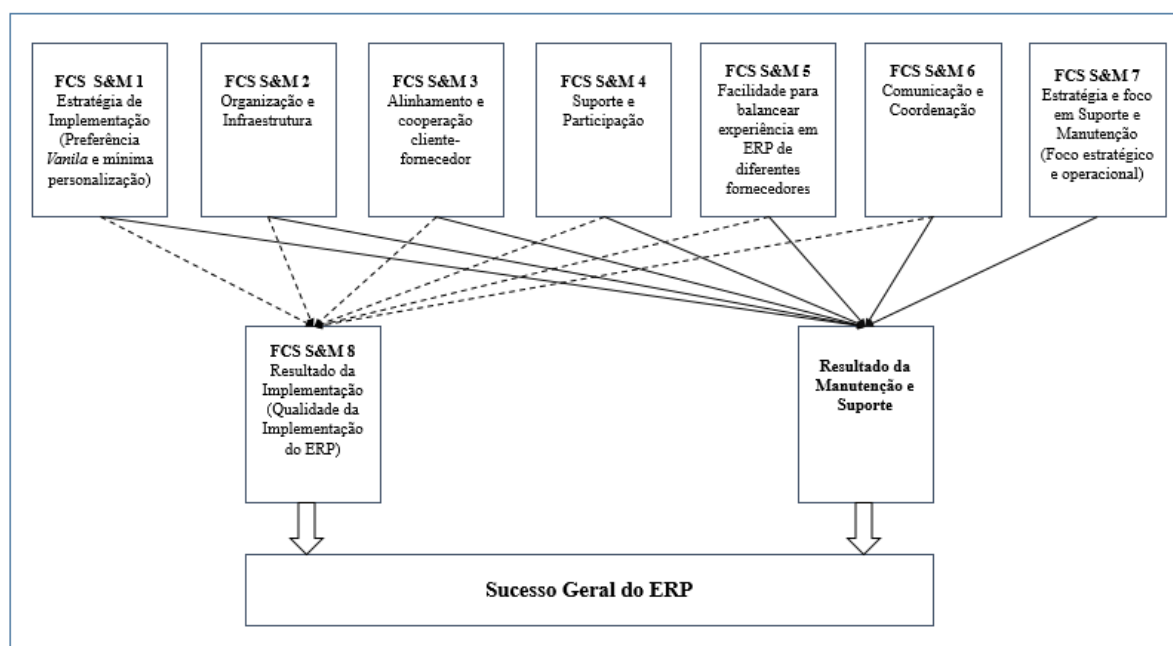 FCS S&M 1
Estratégia de
Implementação
(Preferência
Vanila e mínima
personalização)
FCS S&M 2
Organização e
Infraestrutura
FCS S&M 3
Alinhamento e
cooperação
cliente-
fornecedor
FCS S&M 4
Suporte e
Participação
FCS S&M 5
Facilidade para
balancear
experiência em
ERP de
diferentes
fornecedores
FCS S&M 6
Comunicação e
Coordenação
FCS S&M 7
Estratégia e foco
em Suporte e
Manutenção
(Foco estratégico
e operacional)
FCS S&M 8
Resultado da
Implementação
(Qualidade da
Implementação
do ERP)
Resultado da
Manutenção e
Suporte
Sucesso Geral do ERP